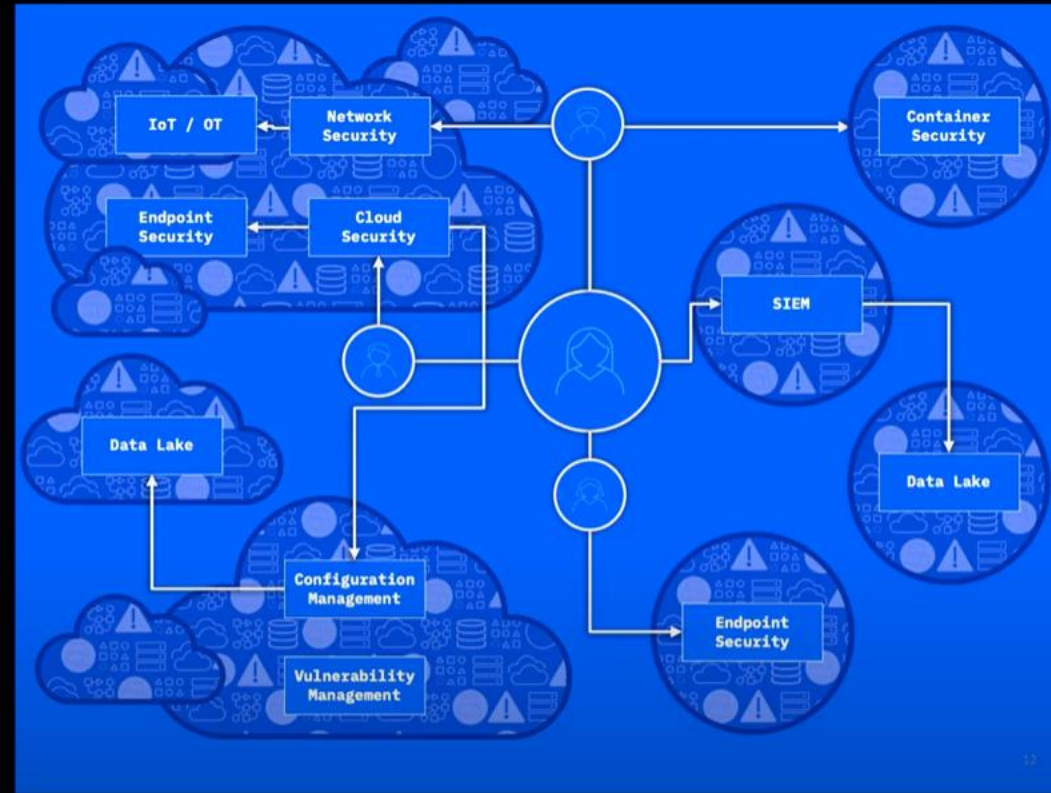 IoT / OT
Network
Security
Container
Security
Endpoint
Security
Cloud
Security
SIEM
Data Lake
Data Lake
Configuration
Management
Endpoint
Security
Vulnerability
Management
12